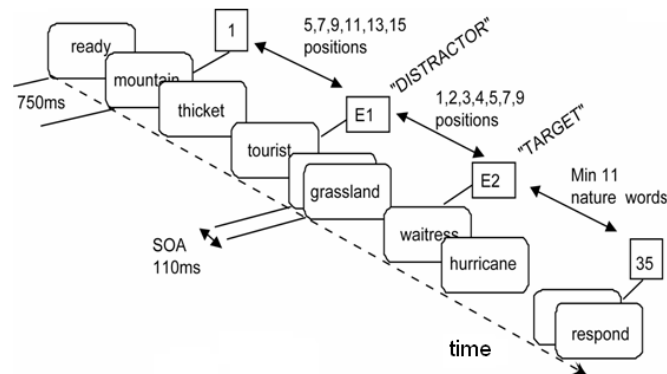 ready
1
5,7,9,11,13,15
positions
"DISTRACTOR"
mountain
750ms
thicket
E1
1,2,3,4,5,7,9
positions
"TARGET"
tourist
E2
Min 11
nature words
grassland
SOA
110ms
waitress
hurricane
35
respond
time